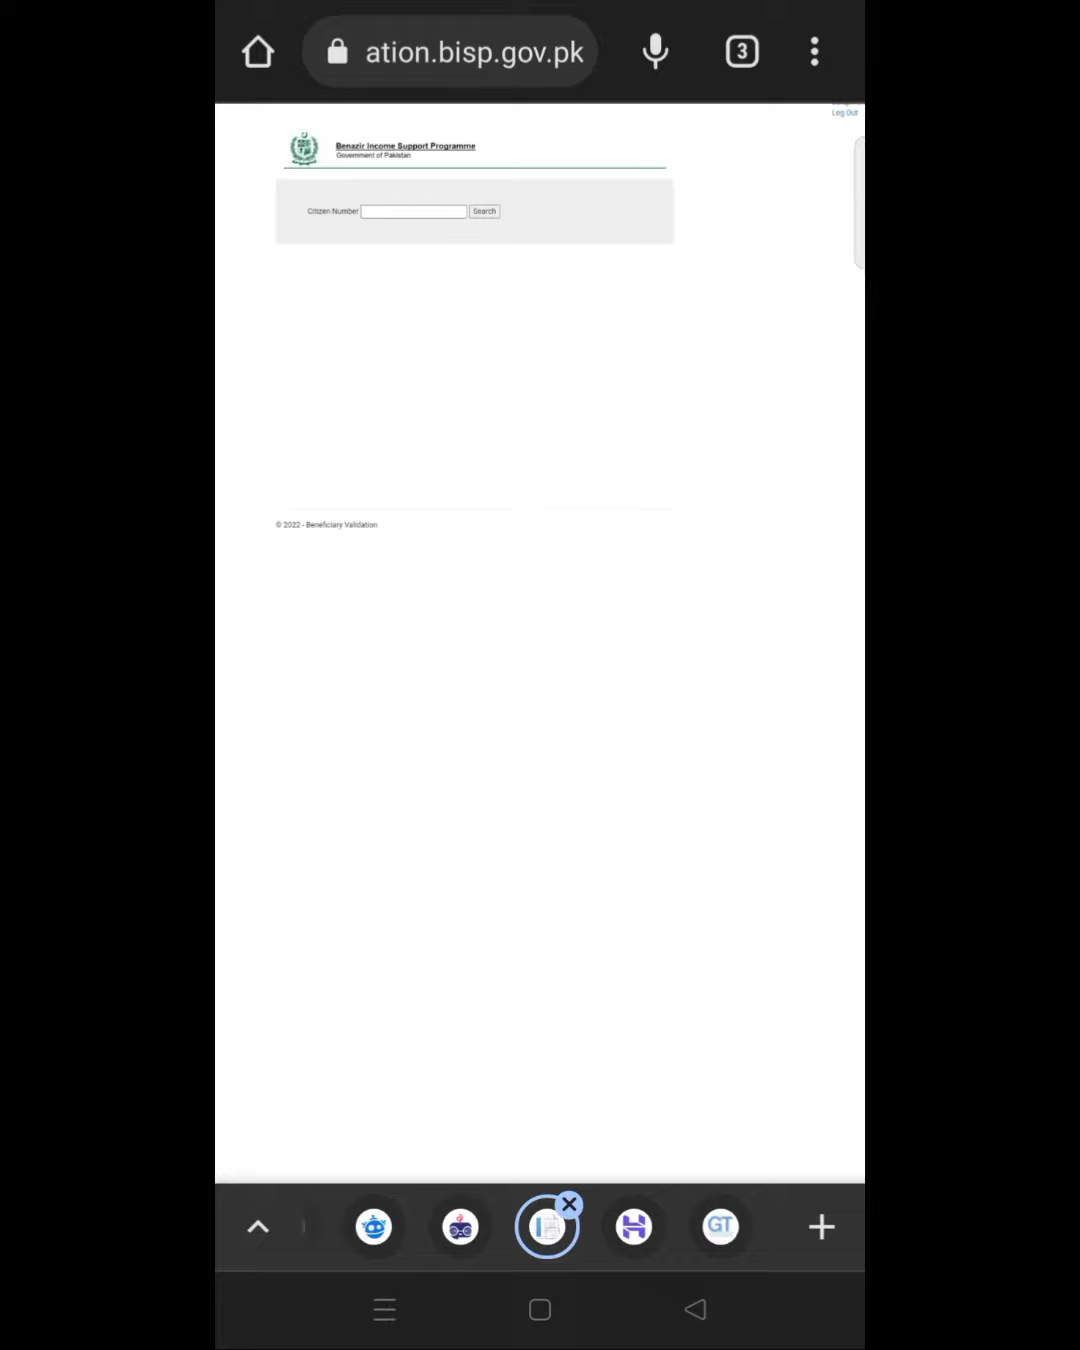 ation.bisp.gov.pk
3
Log Out
Benazir Income Support Programme
Government of Pakistan
Citizen Number
Search
© 2022 - Beneficiary Validation
GT